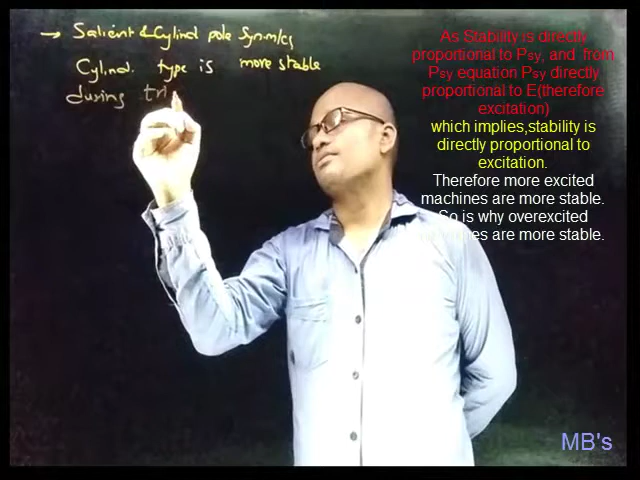 → Salient & Cylind pole Syn.m/cs
Cylind. type is more stable
during tri
As Stability is directly
proportional to Psy, and from
Psy equation Psy directly
proportional to E(therefore
excitation)
which implies,stability is
directly proportional to
excitation.
Therefore more excited
machines are more stable.
So is why overexcited
machines are more stable.
MB's